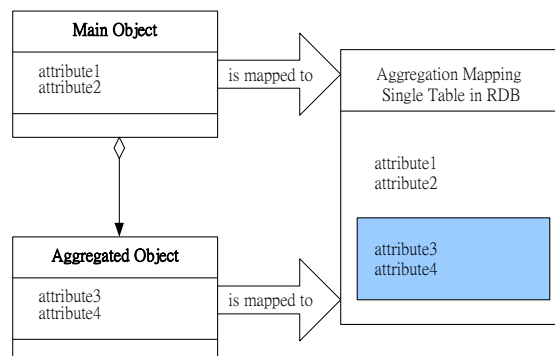 Main Object
attribute1
attribute2
is mapped to
Aggregation Mapping
Single Table in RDB
attribute1
attribute2
attribute3
attribute4
Aggregated Object
attribute3
attribute4
is mapped to